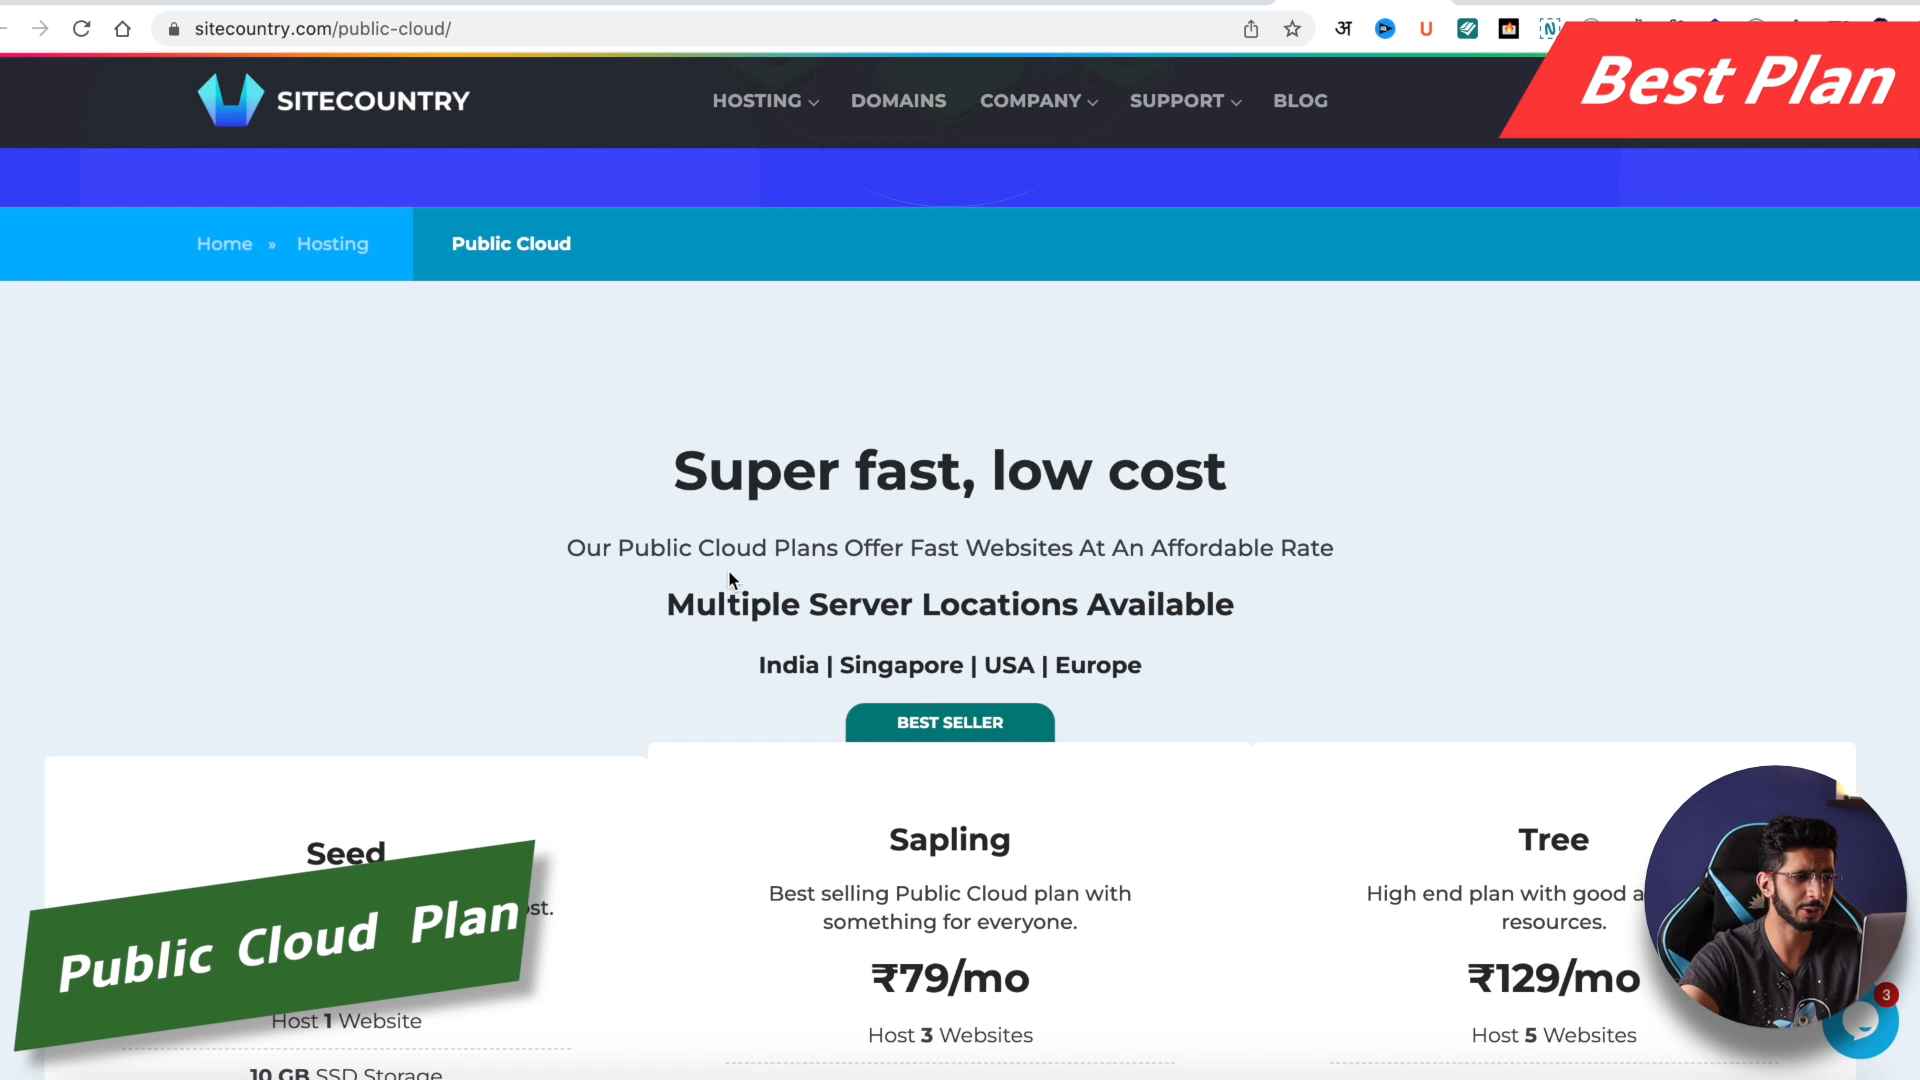 sitecountry.com/public-cloud/
अ
U
N
Best Plan
SITECOUNTRY
HOSTING
DOMAINS
COMPANY
SUPPORT
BLOG
Home » Hosting
Public Cloud
Super fast, low cost
Our Public Cloud Plans Offer Fast Websites At An Affordable Rate
Multiple Server Locations Available
India | Singapore | USA | Europe
BEST SELLER
Seed
Public Cloud Plan
Host 1 Website
10 GB SSD Storage
Sapling
Best selling Public Cloud plan with
something for everyone.
₹79/mo
Host 3 Websites
Tree
High end plan with good
resources.
₹129/mo
Host 5 Websites
3